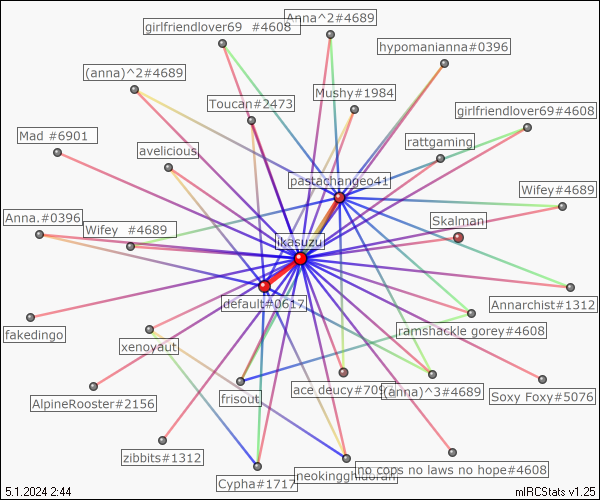 Anna^2#4689
girlfriendlover69 #4608
hypomanianna#0396
(anna)^2#4689
Mushy#1984
Toucan#2473
girlfriendlover69#4608
Mad #6901
avelicious
rattgaming
pastachangeo41
Wifey#4689
Anna.#0396
Skalman
Wifey #4689
ikasuzu
default#0617
Annarchist#1312
fakedingo
ramshackle gorey#4608
xenoyaut
ace deucy#709
(anna)^3#4689
frisout
Soxy Foxy#5076
AlpineRooster#2156
zibbits#1312
no cops no laws no hope#4608
Cypha#1717
5.1.2024 2:44
mIRCStats v1.25